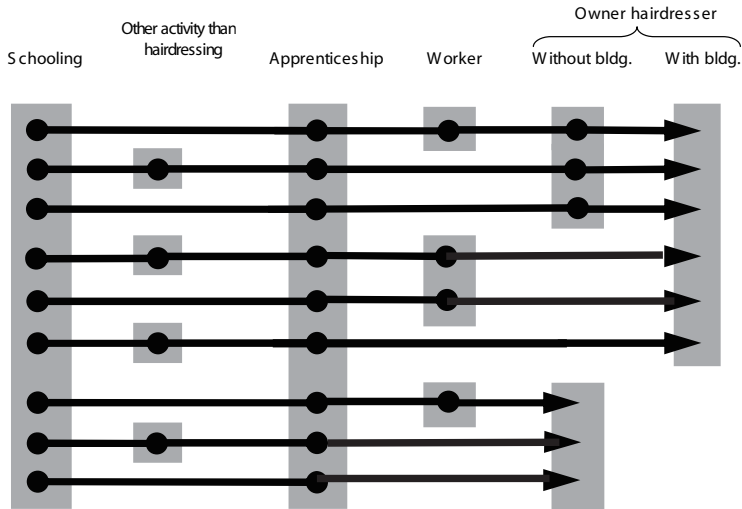 Owner hairdresser
Other activity than
hairdressing
Schooling
Apprenticeship
Worker
Without bldg.
With bldg.